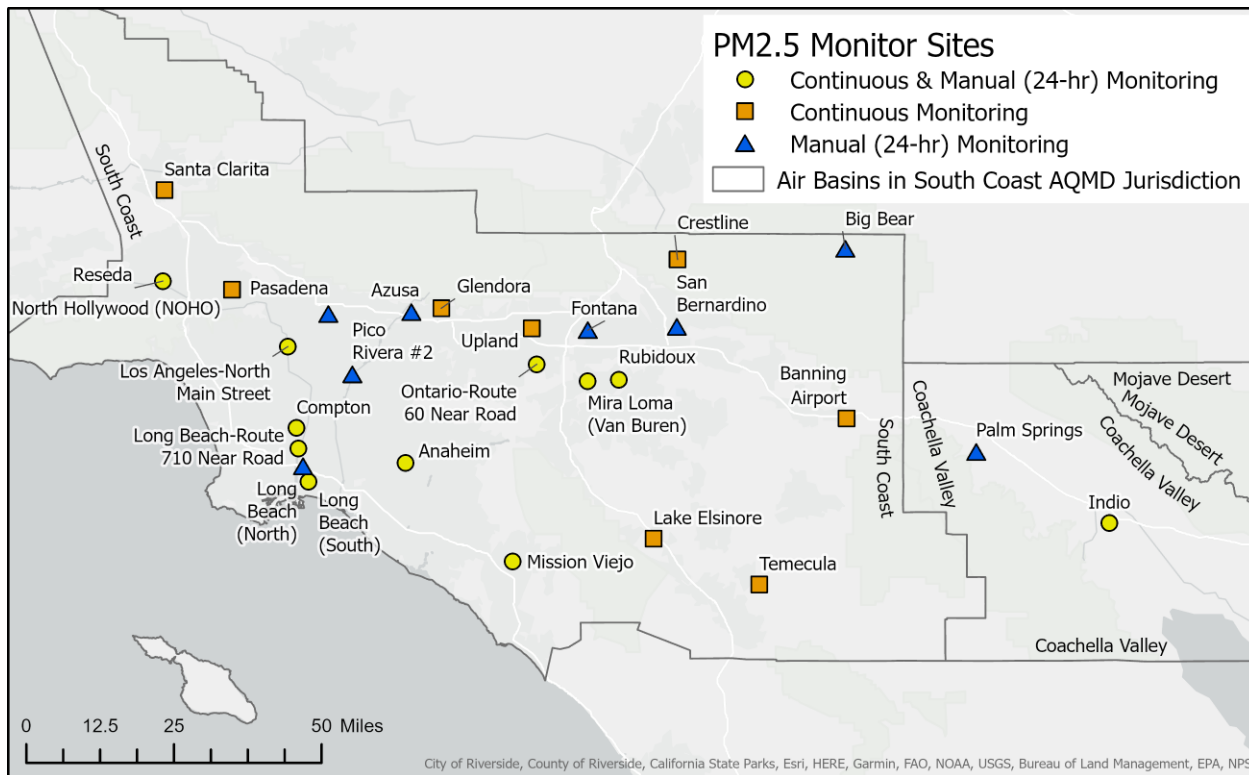 PM2.5 Monitor Sites
Continuous & Manual (24-hr) Monitoring
Continuous Monitoring
Manual (24-hr) Monitoring
Air Basins in South Coast AQMD Jurisdiction
South Coast
Santa Clarita
Crestline
Big Bear
Reseda
North Hollywood (NOHO)
Pasadena
Azusa
Glendora
San
Bernardino
Fontana
Pico
Rivera #2
Upland
Rubidoux
Los Angeles-North
Main Street
Ontario-Route
60 Near Road
Mira Loma
(Van Buren)
Banning
Airport
Mojave Desert
Mojave Desert
Coachella Valley
Coachella Valley
South Coast
Compton
Long Beach-Route
710 Near Road
Anaheim
Palm Springs
Long
Beach
(North)
Long
Beach
(South)
Indio
Lake Elsinore
Mission Viejo
Temecula
Coachella Valley
0 12.5 25 50 Miles
City of Riverside, County of Riverside, California State Parks, Esri, HERE, Garmin, FAO, NOAA, USGS, Bureau of Land Management, EPA, NPS